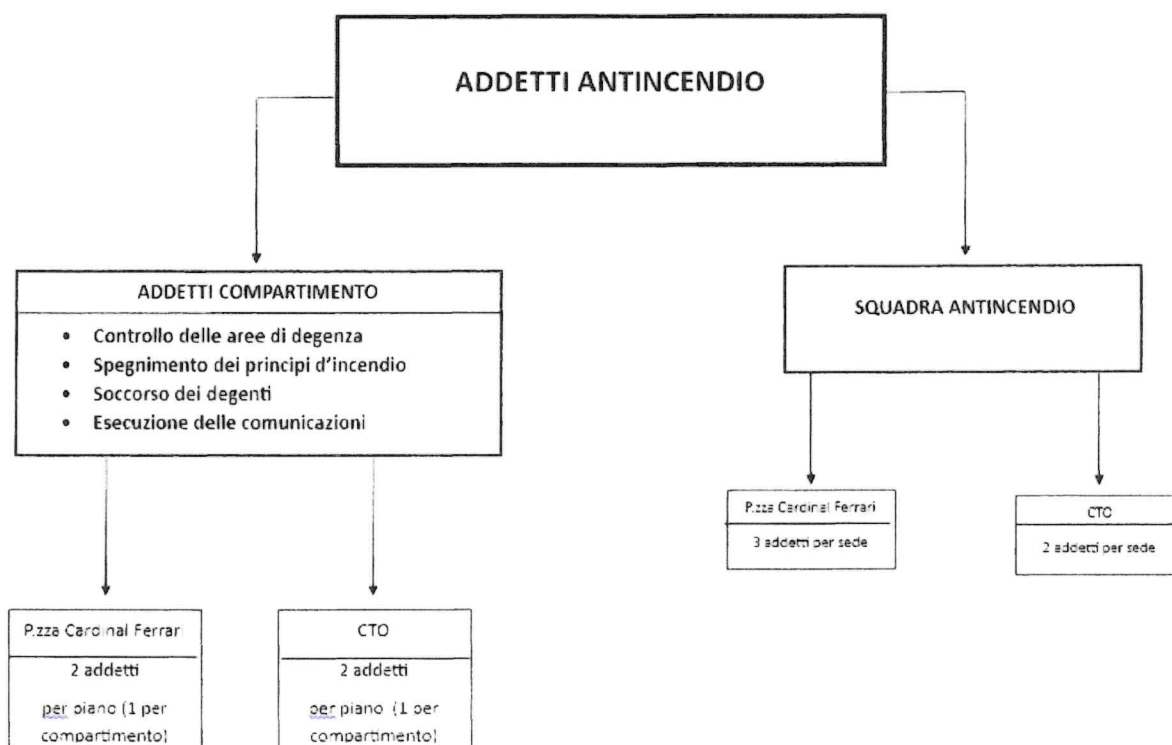 ADDETTI ANTINCENDIO
ADDETTI COMPARTIMENTO
• Controllo delle aree di degenza
• Spegnimento dei principi d'incendio
• Soccorso dei degenti
• Esecuzione delle comunicazioni
SQUADRA ANTINCENDIO
P.zza Cardinal Ferrari
3 addetti per sede
CTO
2 addetti per sede
P.zza Cardinal Ferrari
2 addetti
per piano (1 per
compartimento)
CTO
2 addetti
per piano (1 per
compartimento)